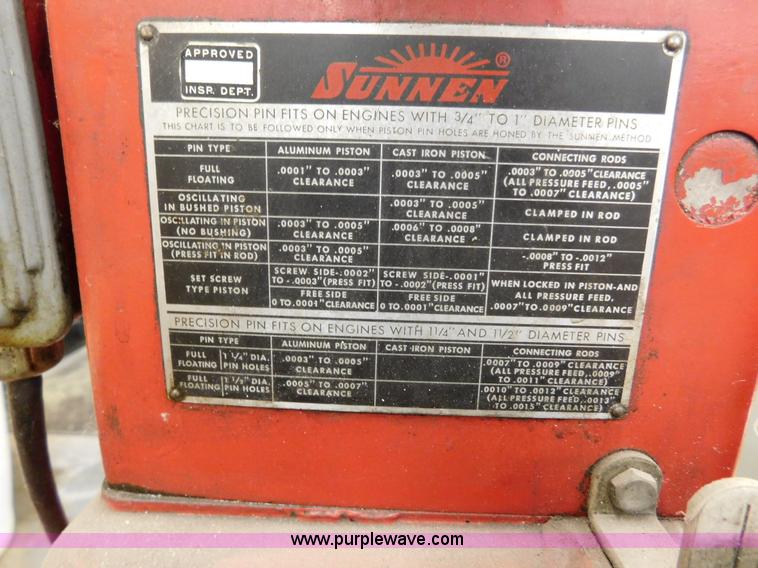 APPROVED
INSP. DEPT.
SUNNEN ®
PRECISION PIN FITS ON ENGINES WITH 3/4" TO 1" DIAMETER PINS
THIS CHART IS TO BE FOLLOWED ONLY WHEN PISTON PIN HOLES ARE HONED BY THE SUNNEN METHOD
PIN TYPE ALUMINUM PISTON CAST IRON PISTON CONNECTING RODS
FULL FLOATING .0001" TO .0003" CLEARANCE .0003" TO .0005" CLEARANCE .0003" TO .0005" CLEARANCE (ALL PRESSURE FEED, .0005" TO .0007" CLEARANCE)
OSCILLATING IN BUSHED PISTON .0003" TO .0005" CLEARANCE CLAMPED IN ROD
OSCILLATING IN PISTON (NO BUSHING) .0003" TO .0005" CLEARANCE .0006" TO .0008" CLEARANCE CLAMPED IN ROD
OSCILLATING IN PISTON (PRESS FIT IN ROD) .0003" TO .0005" CLEARANCE -.0008" TO -.0012" PRESS FIT
SET SCREW TYPE PISTON SCREW SIDE-.0002" TO -.0003" (PRESS FIT) SCREW SIDE-.0001" TO -.0002" (PRESS FIT) WHEN LOCKED IN PISTON-AND ALL PRESSURE FEED, .0007" TO .0009" CLEARANCE
FREE SIDE 0 TO .0001" CLEARANCE FREE SIDE 0 TO .0001" CLEARANCE
PRECISION PIN FITS ON ENGINES WITH 1 1/4" AND 1 1/2" DIAMETER PINS
PIN TYPE ALUMINUM PISTON CAST IRON PISTON CONNECTING RODS
FULL FLOATING 1 1/4" DIA. PIN HOLES .0003" TO .0005" CLEARANCE .0007" TO .0009" CLEARANCE (ALL PRESSURE FEED, .0009" TO .0011" CLEARANCE)
FULL FLOATING 1 1/2" DIA. PIN HOLES .0005" TO .0007" CLEARANCE .0010" TO .0012" CLEARANCE (ALL PRESSURE FEED, .0013" TO .0015" CLEARANCE)
www.purplewave.com